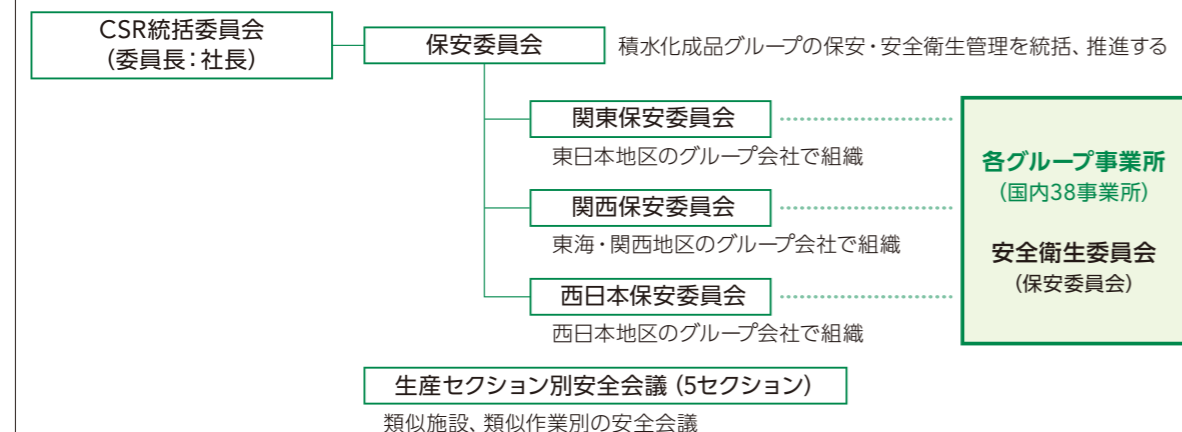 CSR統括委員会
(委員長:社長)
保安委員会
積水化成品グループの保安・安全衛生管理を統括、推進する
関東保安委員会
東日本地区のグループ会社で組織
関西保安委員会
東海・関西地区のグループ会社で組織
西日本保安委員会
西日本地区のグループ会社で組織
各グループ事業所
(国内38事業所)
安全衛生委員会
(保安委員会)
生産セクション別安全会議 (5セクション)
類似施設、類似作業別の安全会議